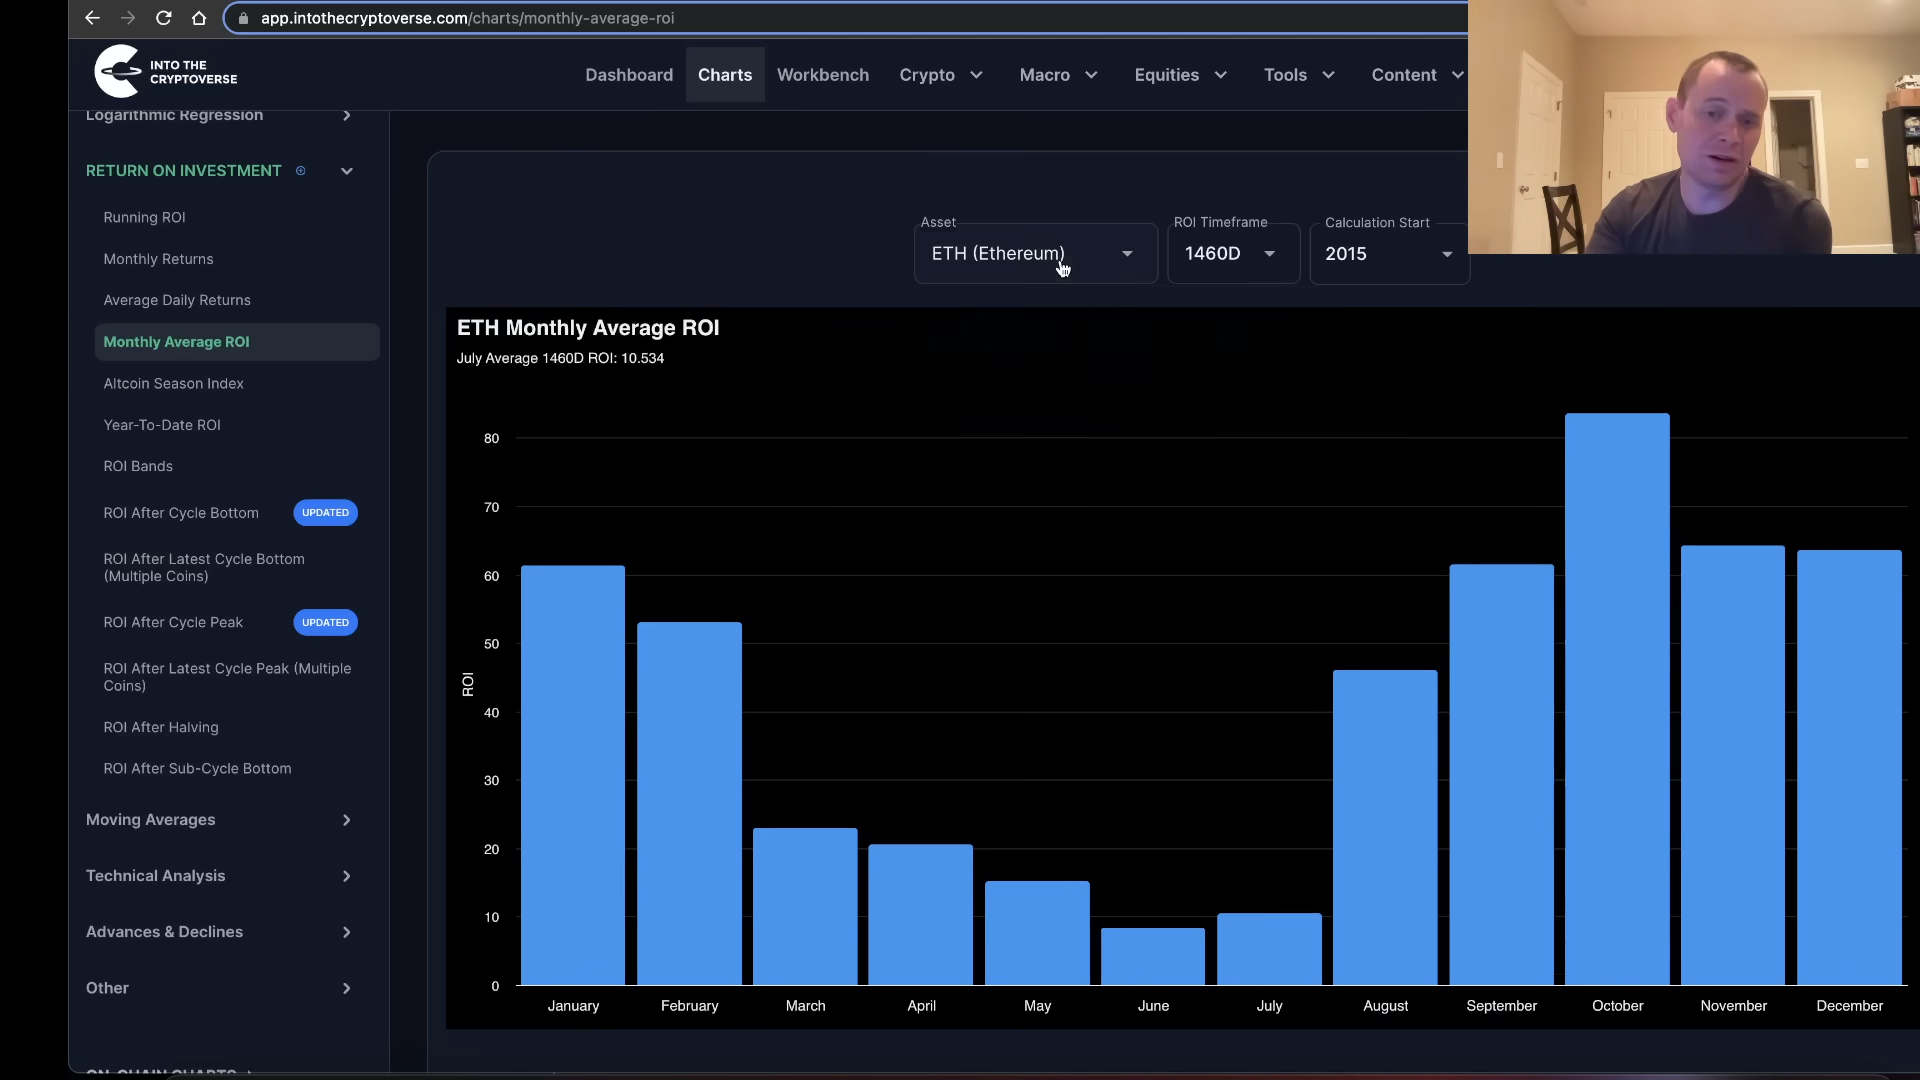 app.intothecryptoverse.com/charts/monthly-average-roi
INTO THE
CRYPTOVERSE
Dashboard
Charts
Workbench
Crypto
Macro
Equities
Tools
Content
Logarithmic Regression
RETURN ON INVESTMENT
Running ROI
Monthly Returns
Average Daily Returns
Monthly Average ROI
Altcoin Season Index
Year-To-Date ROI
ROI Bands
ROI After Cycle Bottom
UPDATED
ROI After Latest Cycle Bottom
(Multiple Coins)
ROI After Cycle Peak
UPDATED
ROI After Latest Cycle Peak (Multiple
Coins)
ROI After Halving
ROI After Sub-Cycle Bottom
Moving Averages
Technical Analysis
Advances & Declines
Other
ON-CHAIN CHARTS
Asset
ETH (Ethereum)
ROI Timeframe
1460D
Calculation Start
2015
ETH Monthly Average ROI
July Average 1460D ROI: 10.534
ROI
80
70
60
50
40
30
20
10
0
January
February
March
April
May
June
July
August
September
October
November
December